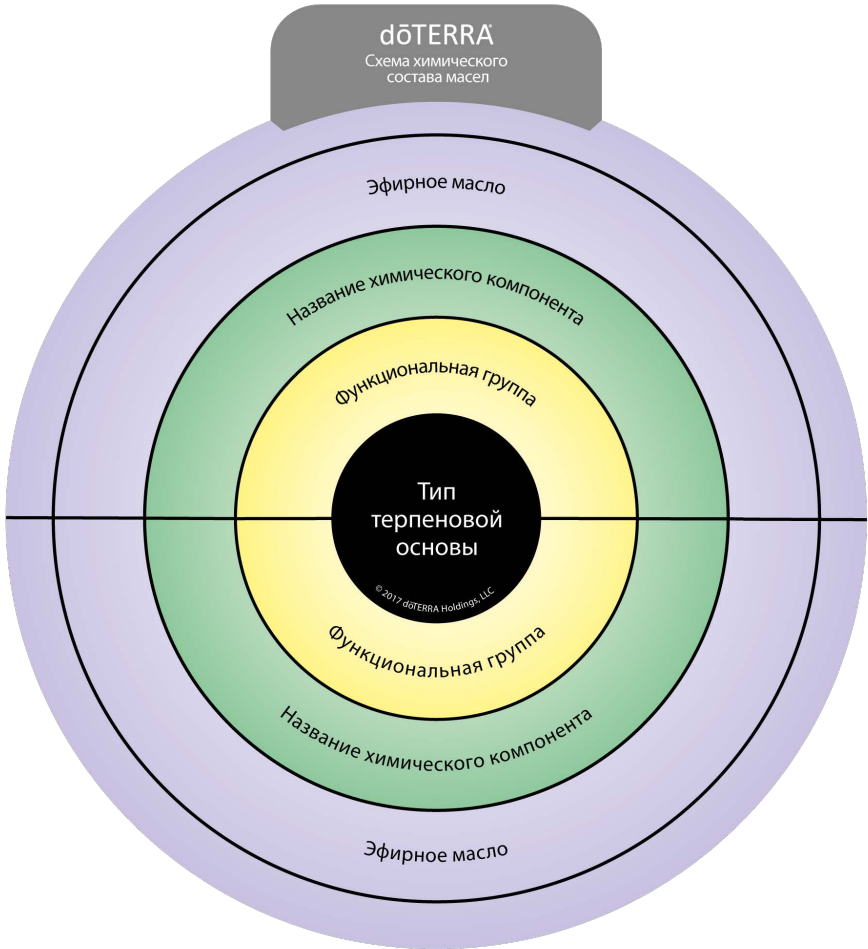 dōTERRA®
Схема химического
состава масел
Эфирное масло
Название химического компонента
Функциональная группа
Тип
терпеновой
основы
© 2017 dōTERRA Holdings, LLC
Функциональная группа
Название химического компонента
Эфирное масло